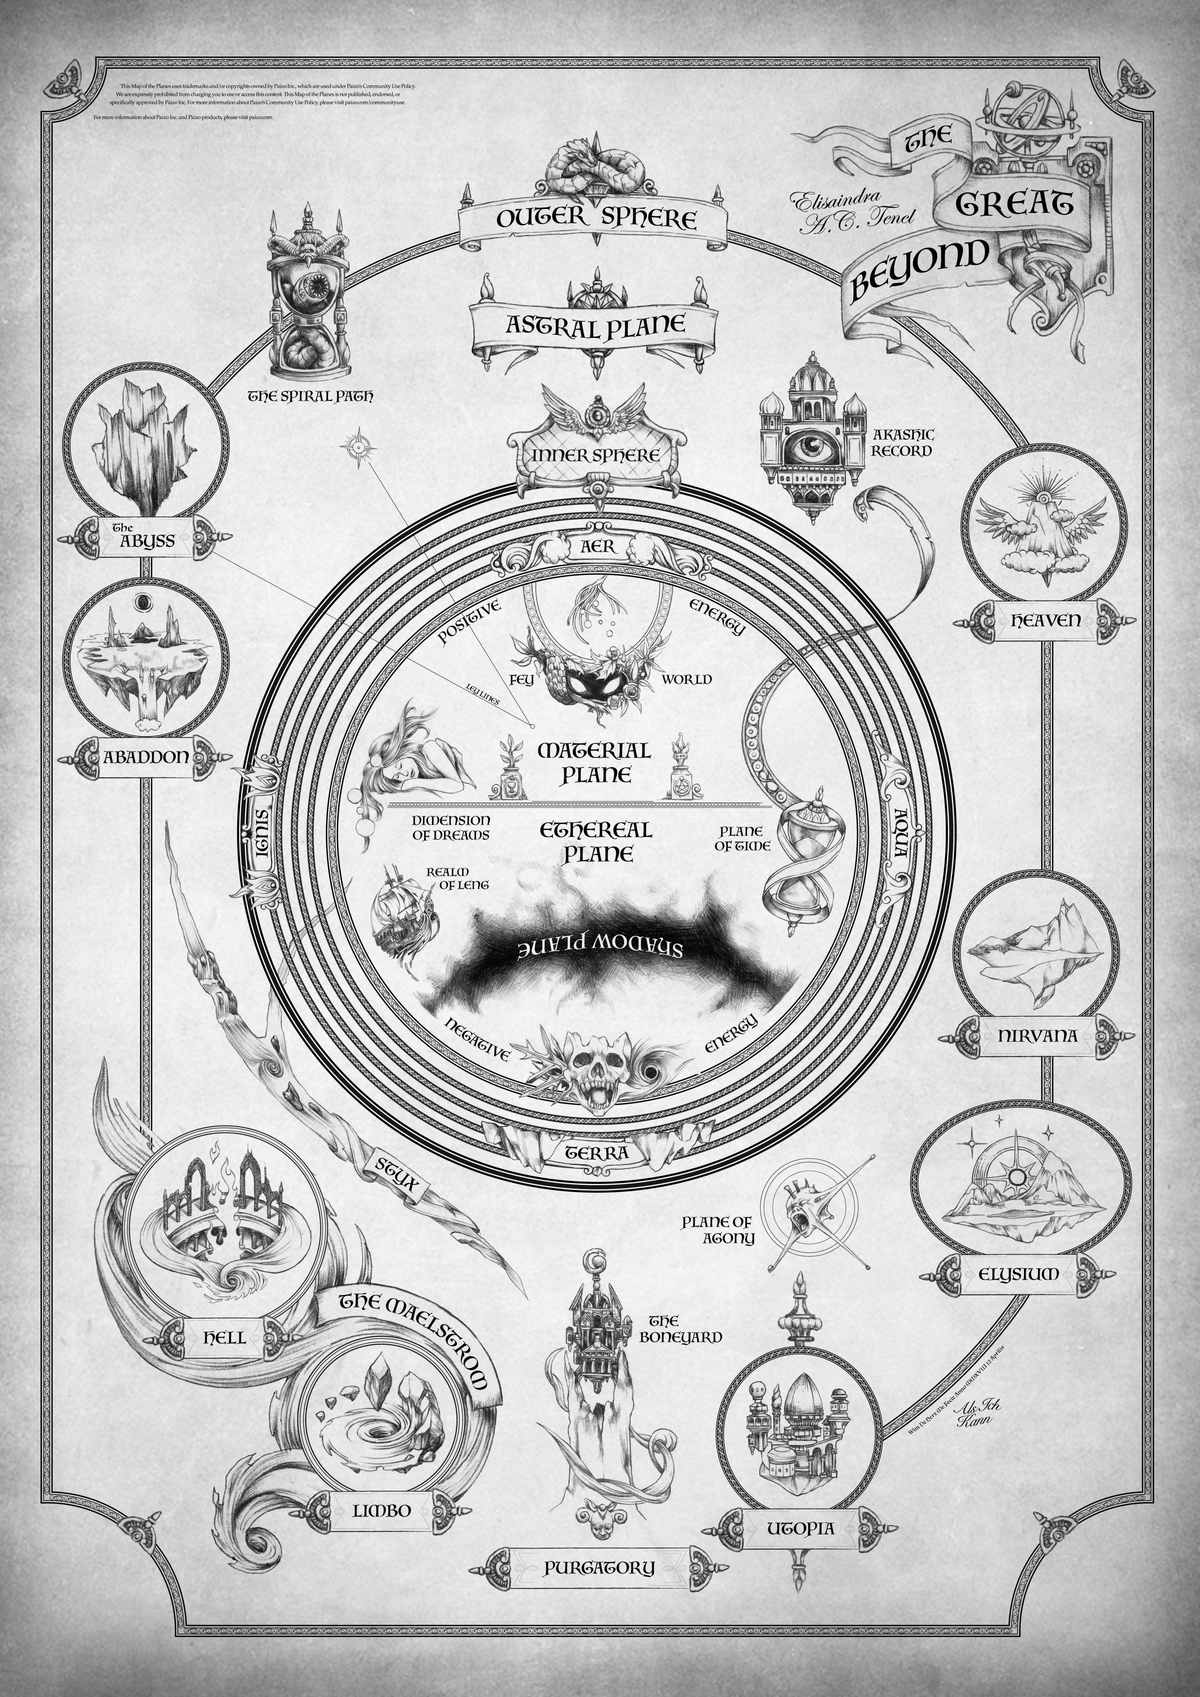 This Map of the Planes uses trademarks and/or copyrights owned by Paizo Inc., which are used under Paizo's Community Use Policy.
We are expressly prohibited from charging you to use or access this content. This Map of the Planes is not published, endorsed, or
specifically approved by Paizo Inc. For more information about Paizo's Community Use Policy, please visit paizo.com/communityuse.
For more information about Paizo Inc. and Paizo products, please visit paizo.com.
THE
GREAT
BEYOND
Elisaindra
A.C. Tenel
OUTER SPHERE
ASTRAL PLANE
THE SPIRAL PATH
INNER SPHERE
AKASHIC
RECORD
The
ABYSS
HEAVEN
ABADDON
AER
POSITIVE
ENERGY
FEY
WORLD
LEY LINES
MATERIAL
PLANE
DIMENSION
OF DREAMS
ETHEREAL
PLANE
PLANE
OF TIME
IGNIS
AQUA
REALM
OF LENG
SHADOW PLANE
NEGATIVE
ENERGY
TERRA
NIRVANA
STYX
PLANE OF
AGONY
ELYSIUM
HELL
THE MAELSTROM
THE
BONEYARD
LIMBO
UTOPIA
PURGATORY
Als Ich
Kann